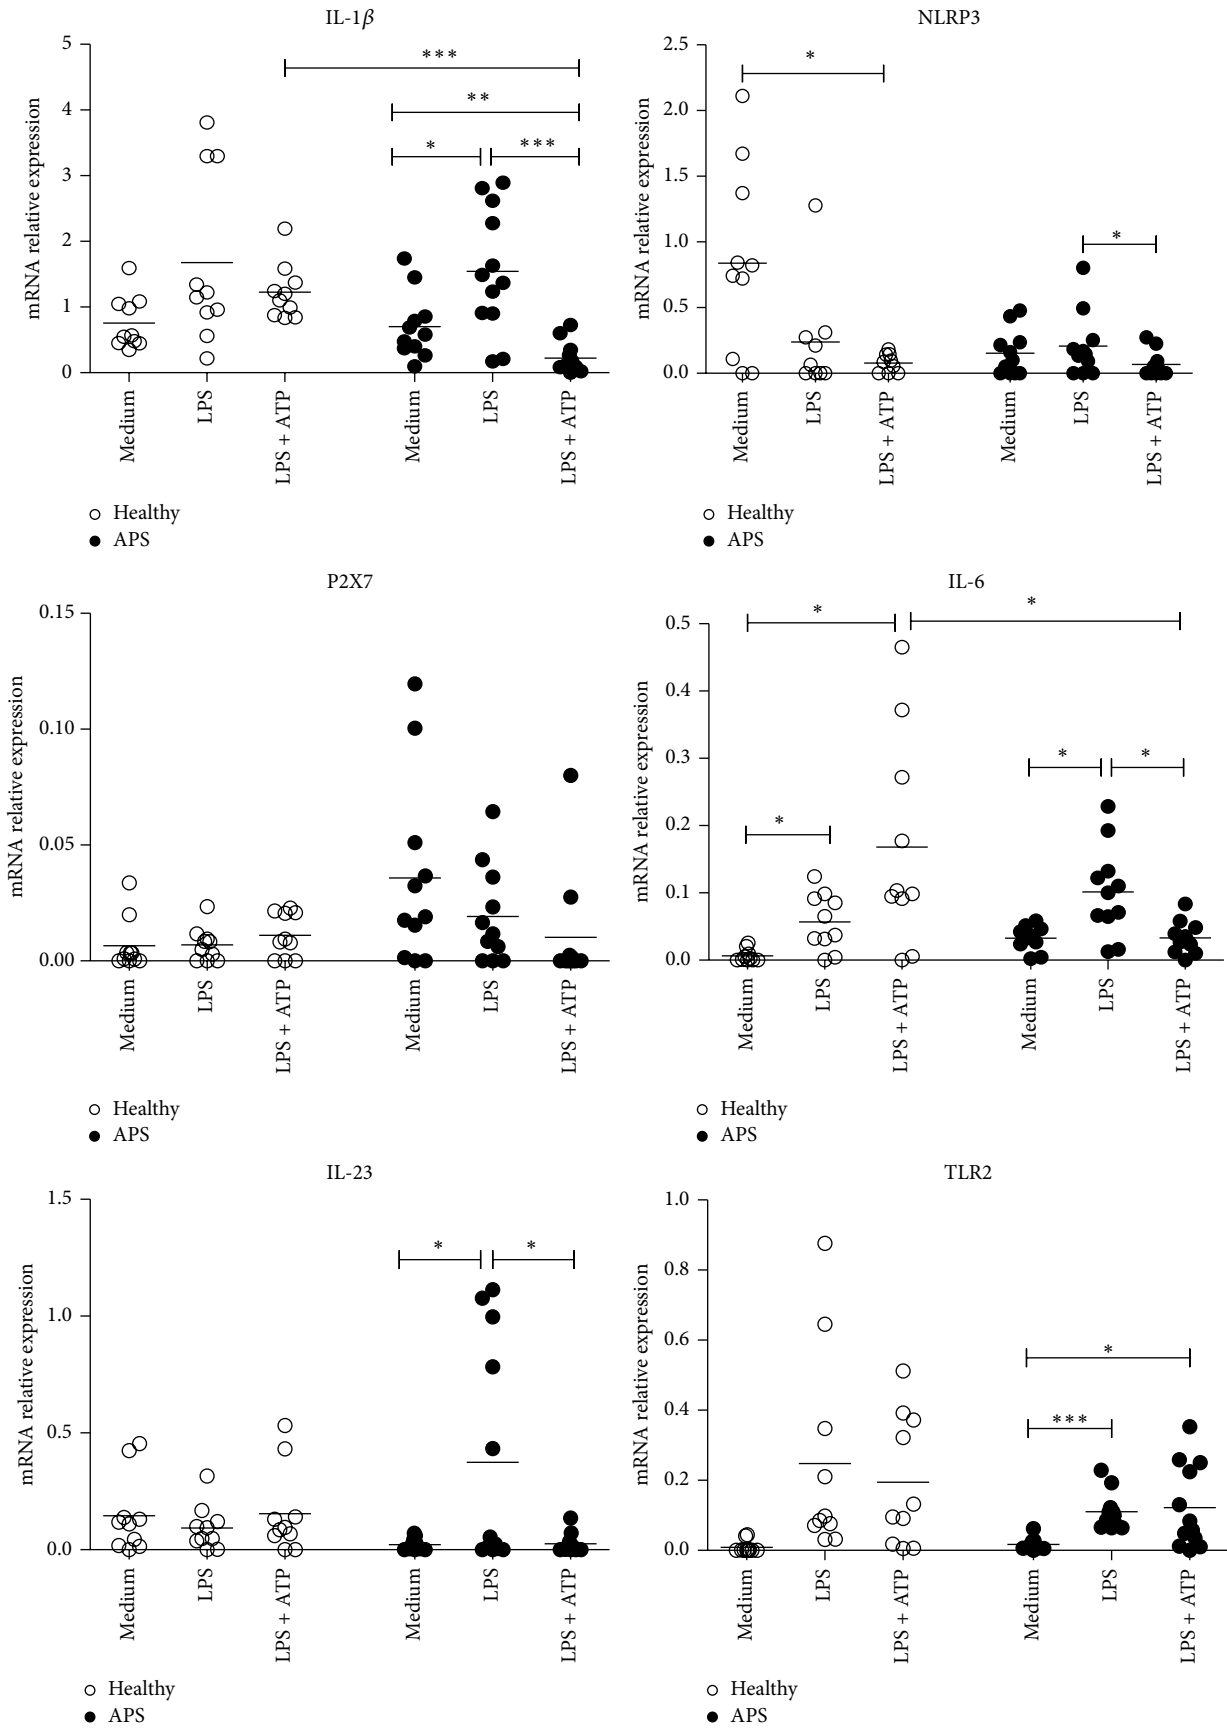 IL-1β
mRNA relative expression
5
4
3
2
1
0
***
**
*
***
Medium
LPS
LPS + ATP
Medium
LPS
LPS + ATP
Healthy
APS
NLRP3
mRNA relative expression
2.5
2.0
1.5
1.0
0.5
0.0
*
*
Medium
LPS
LPS + ATP
Medium
LPS
LPS + ATP
Healthy
APS
P2X7
mRNA relative expression
0.15
0.10
0.05
0.00
Medium
LPS
LPS + ATP
Medium
LPS
LPS + ATP
Healthy
APS
IL-6
mRNA relative expression
0.5
0.4
0.3
0.2
0.1
0.0
*
*
*
*
*
Medium
LPS
LPS + ATP
Medium
LPS
LPS + ATP
Healthy
APS
IL-23
mRNA relative expression
1.5
1.0
0.5
0.0
*
*
Medium
LPS
LPS + ATP
Medium
LPS
LPS + ATP
Healthy
APS
TLR2
mRNA relative expression
1.0
0.8
0.6
0.4
0.2
0.0
*
***
Medium
LPS
LPS + ATP
Medium
LPS
LPS + ATP
Healthy
APS